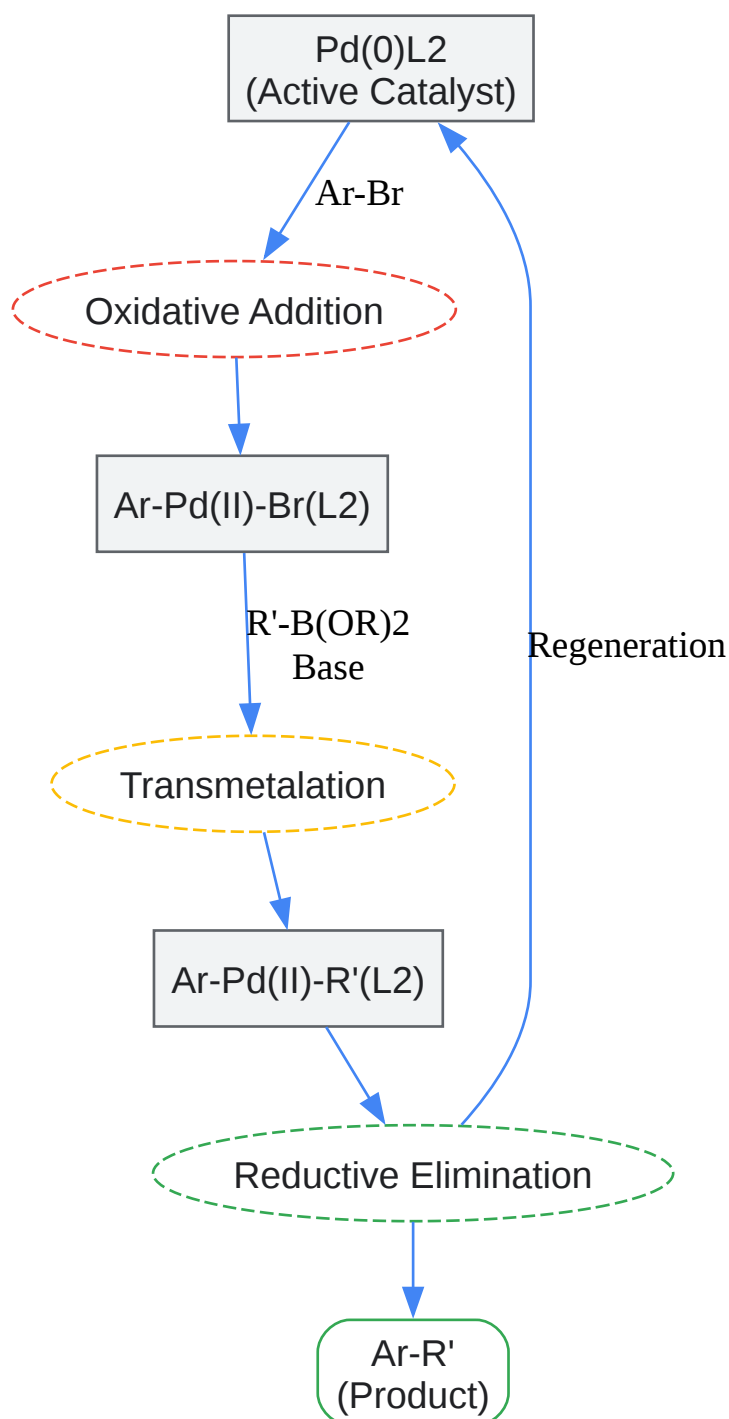 Pd(0)L2
(Active Catalyst)
Ar-Br
Oxidative Addition
Ar-Pd(II)-Br(L2)
R'-B(OR)2
Base
Regeneration
Transmetalation
Ar-Pd(II)-R'(L2)
Reductive Elimination
Ar-R'
(Product)